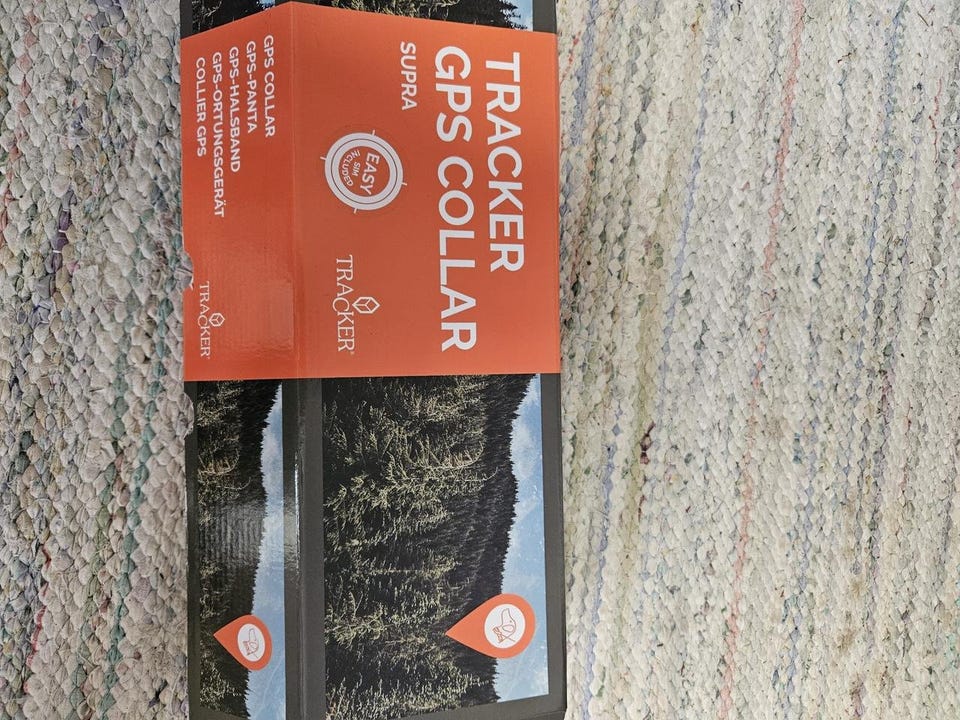 TRACKER
GPS COLLAR
SUPRA
EASY
SIM
INCLUDED
TRACKER®
GPS COLLAR
GPS-PANTA
GPS-HALSBAND
GPS-ORTUNGSGERÄT
COLLIER GPS
TRACKER®